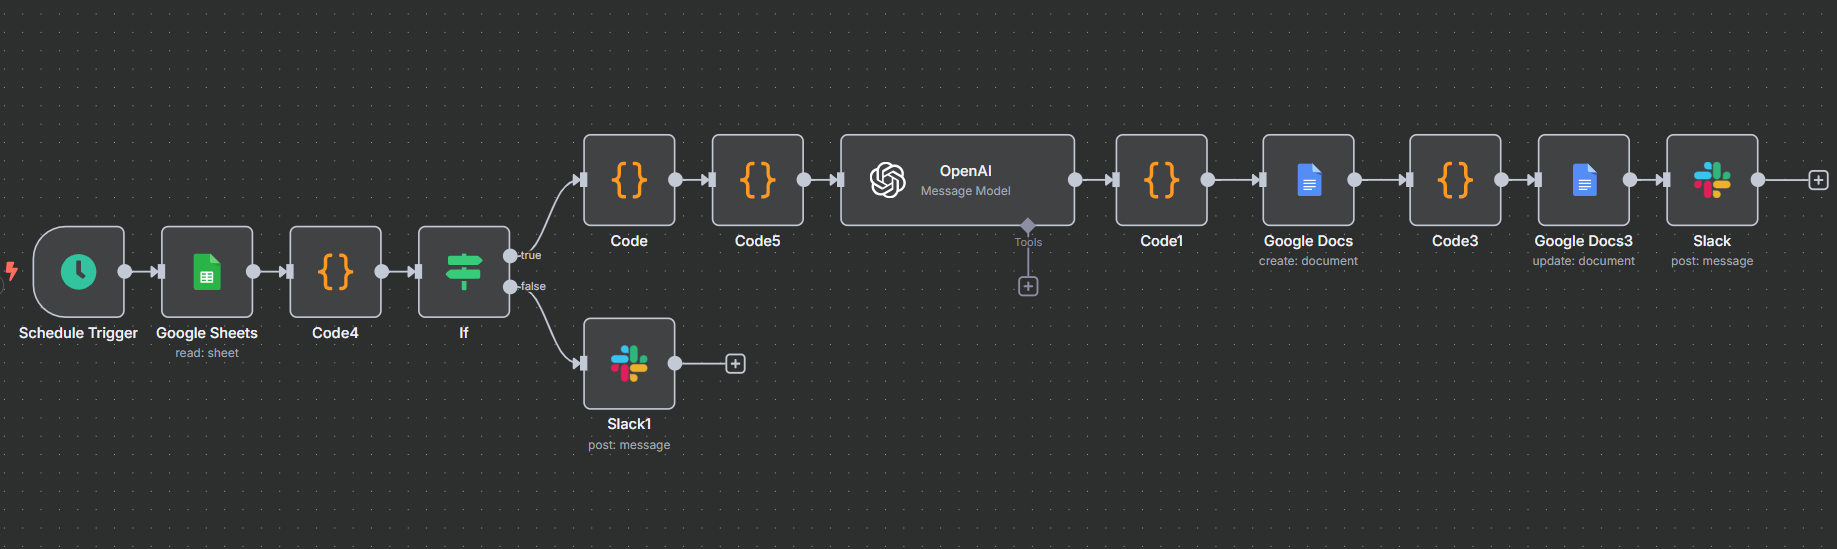 Schedule Trigger
Google Sheets
read: sheet
Code4
If
true
false
Code
Code5
OpenAI
Message Model
Tools
Code1
Google Docs
create: document
Code3
Google Docs3
update: document
Slack
post: message
Slack1
post: message